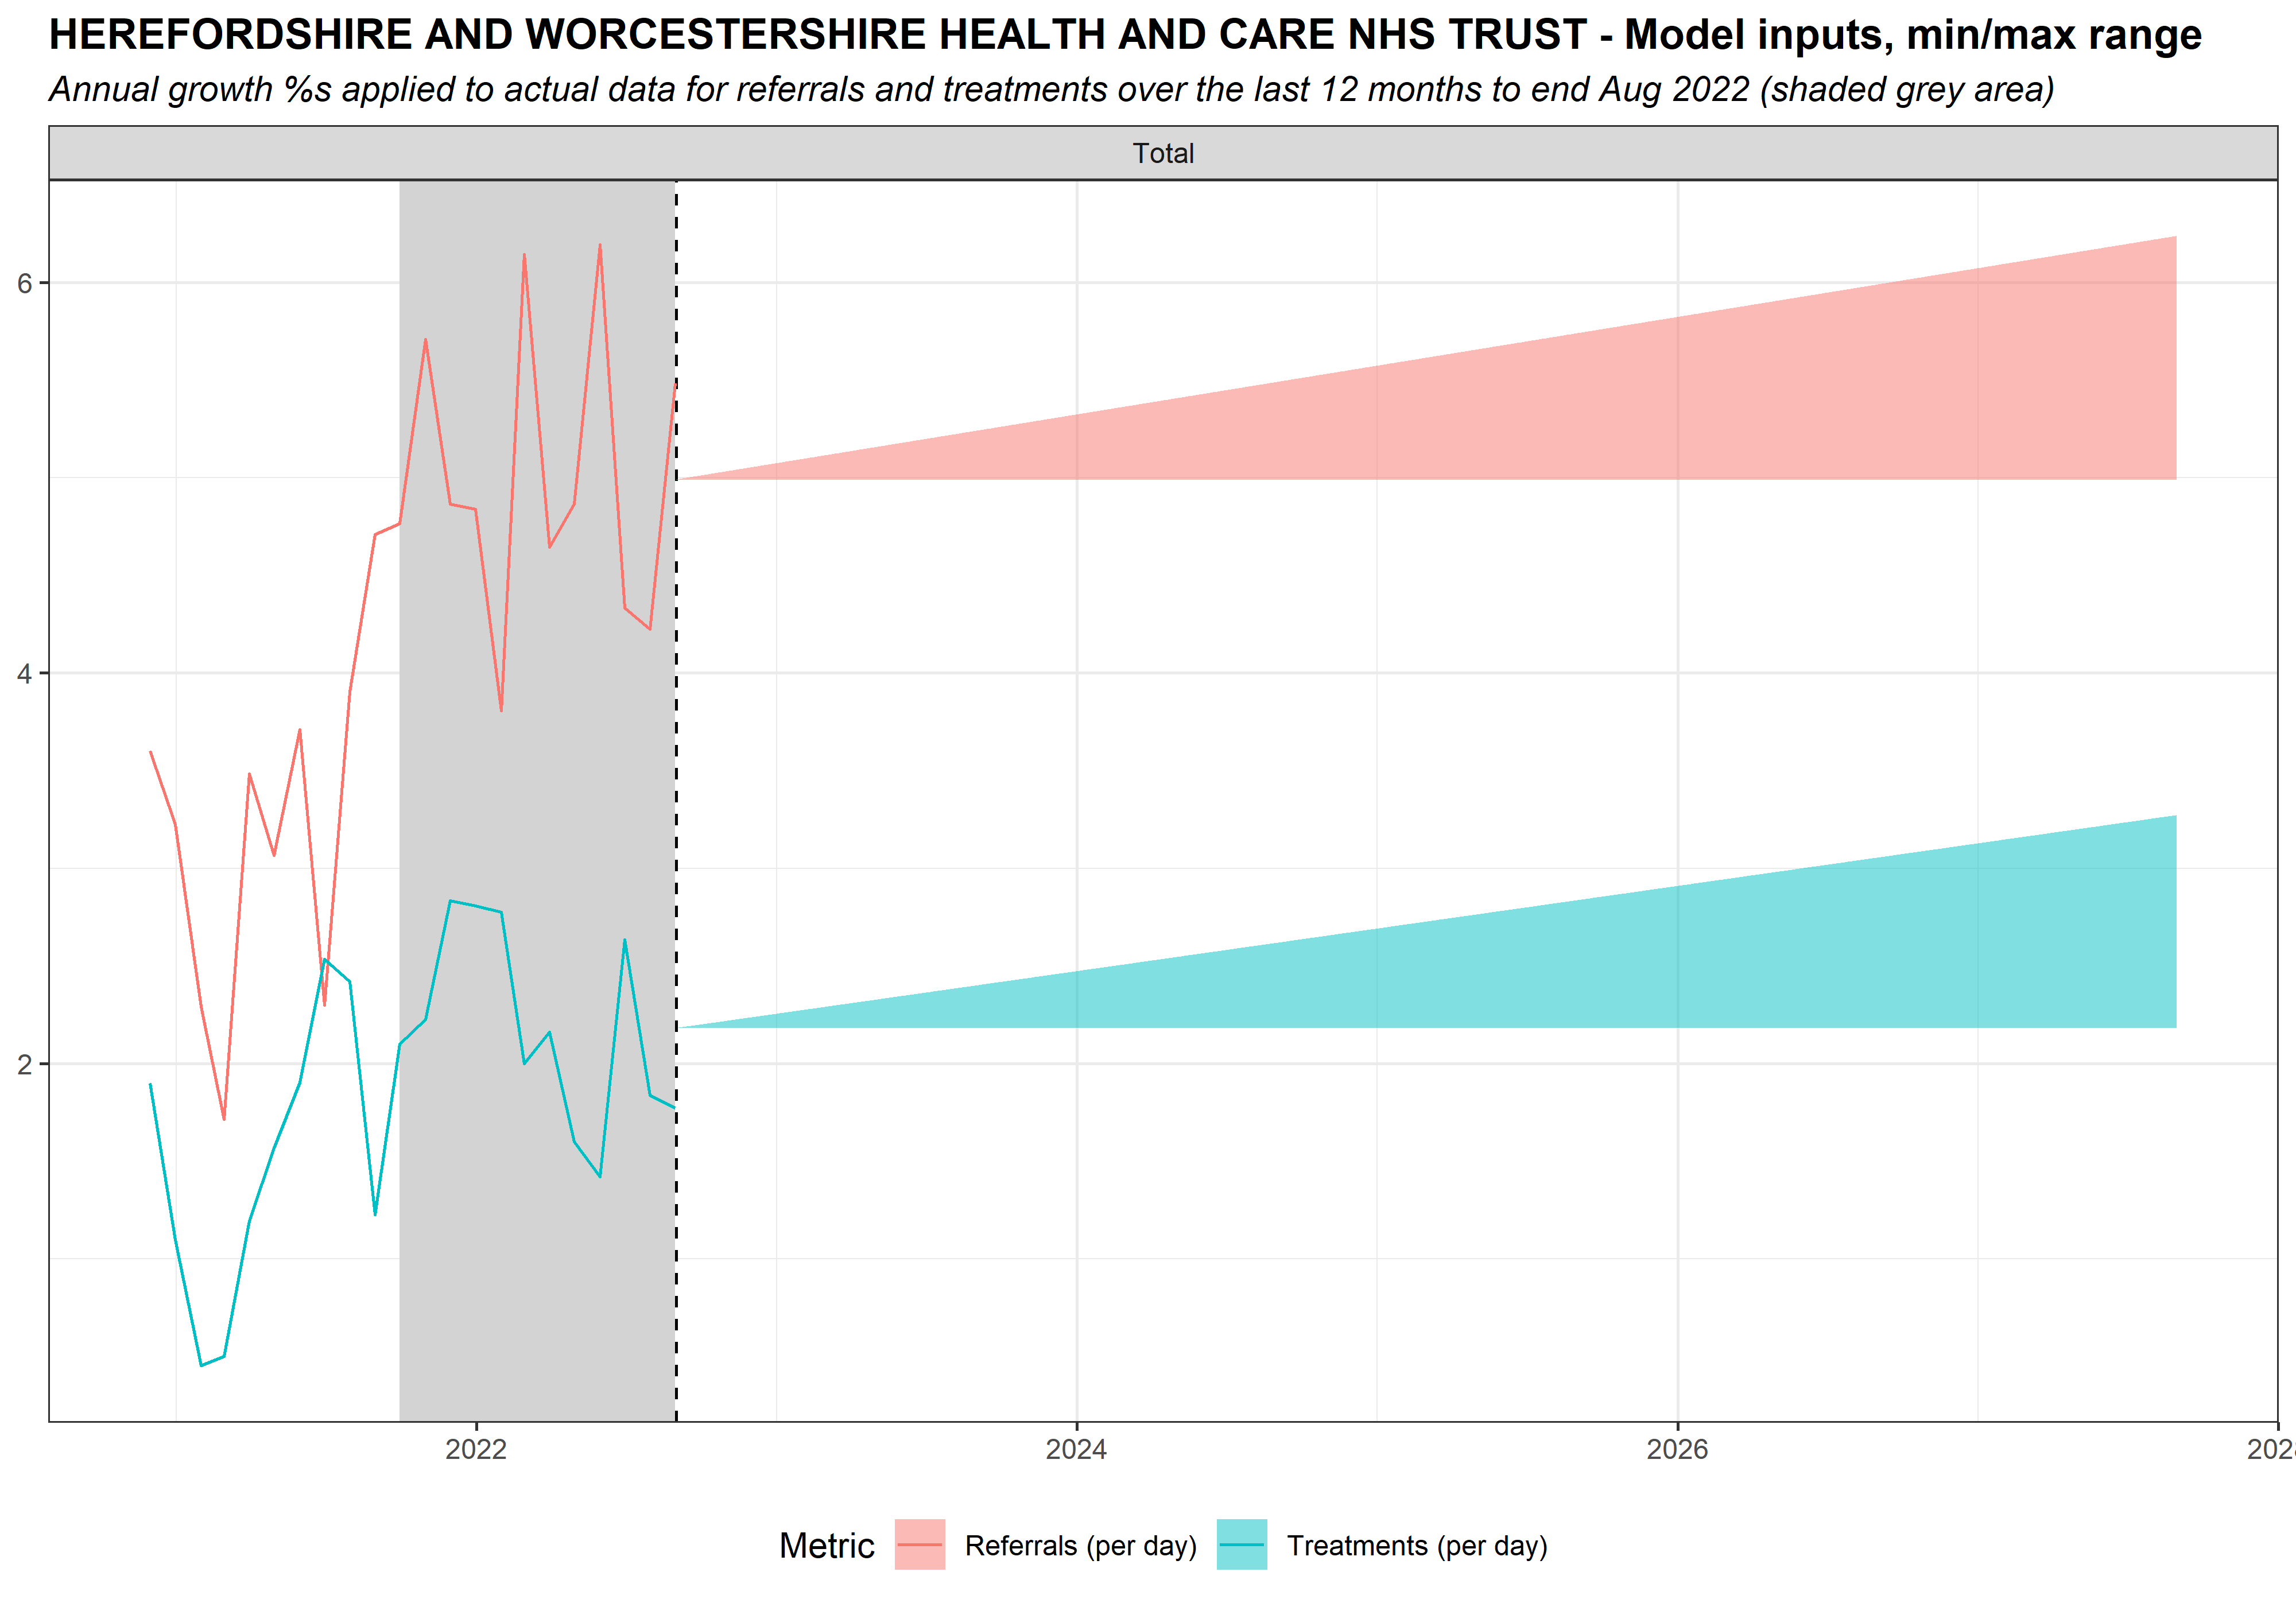 HEREFORDSHIRE AND WORCESTERSHIRE HEALTH AND CARE NHS TRUST - Model inputs, min/max range
Annual growth %s applied to actual data for referrals and treatments over the last 12 months to end Aug 2022 (shaded grey area)
Total
6
4
2
2022 2024 2026
Metric Referrals (per day) Treatments (per day)